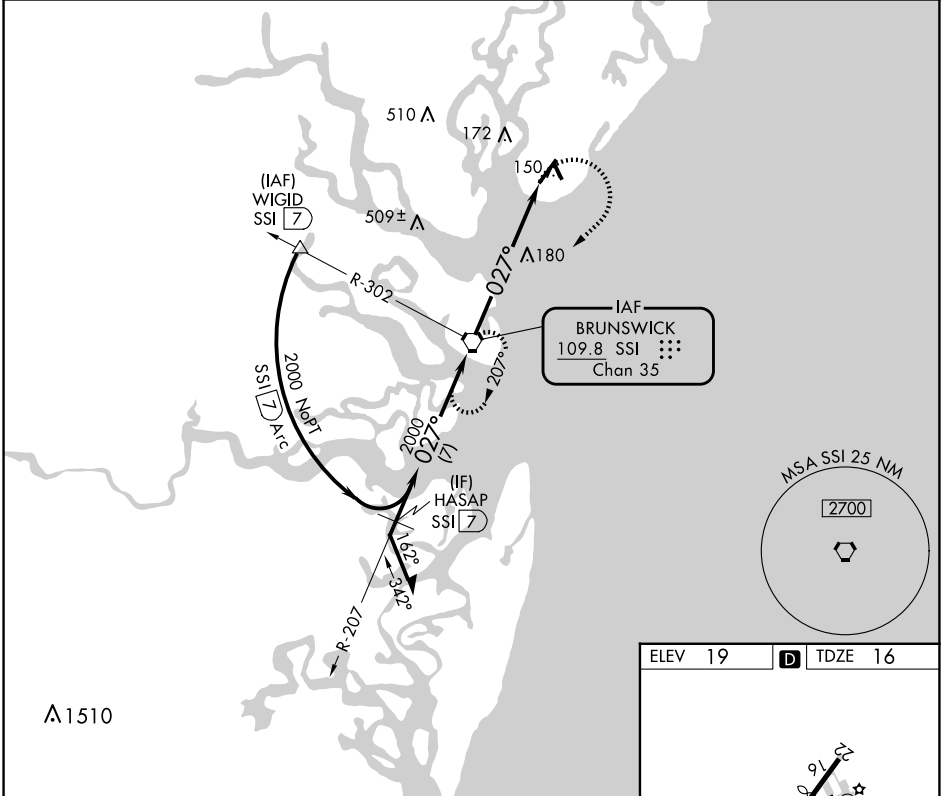 510
172
150
(IAF)
WIGID
SSI 7
509±
180
R-302
027°
IAF
BRUNSWICK
109.8 SSI
Chan 35
207°
2000 NoPT
SSI 7 Arc
2000
027°
(7)
(IF)
HASAP
SSI 7
162°
342°
R-207
MSA SSI 25 NM
2700
1510
ELEV 19 D TDZE 16
22
16